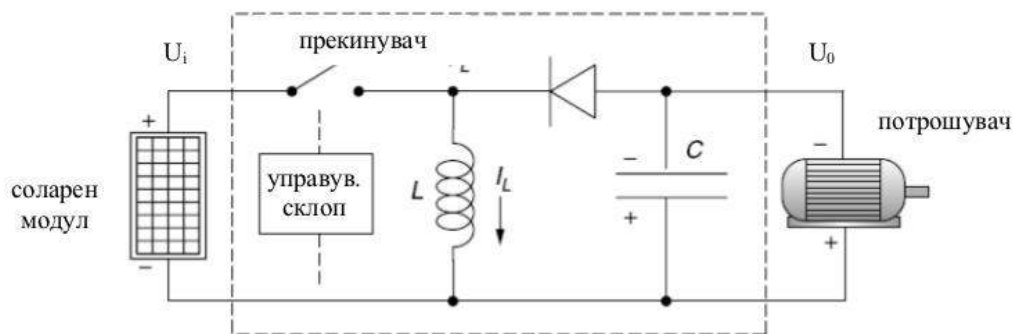 прекинувач
U₀
Uᵢ
L
потрошувач
+
−
−
C
соларен
модул
управув.
склоп
L
I_L
+
+
−